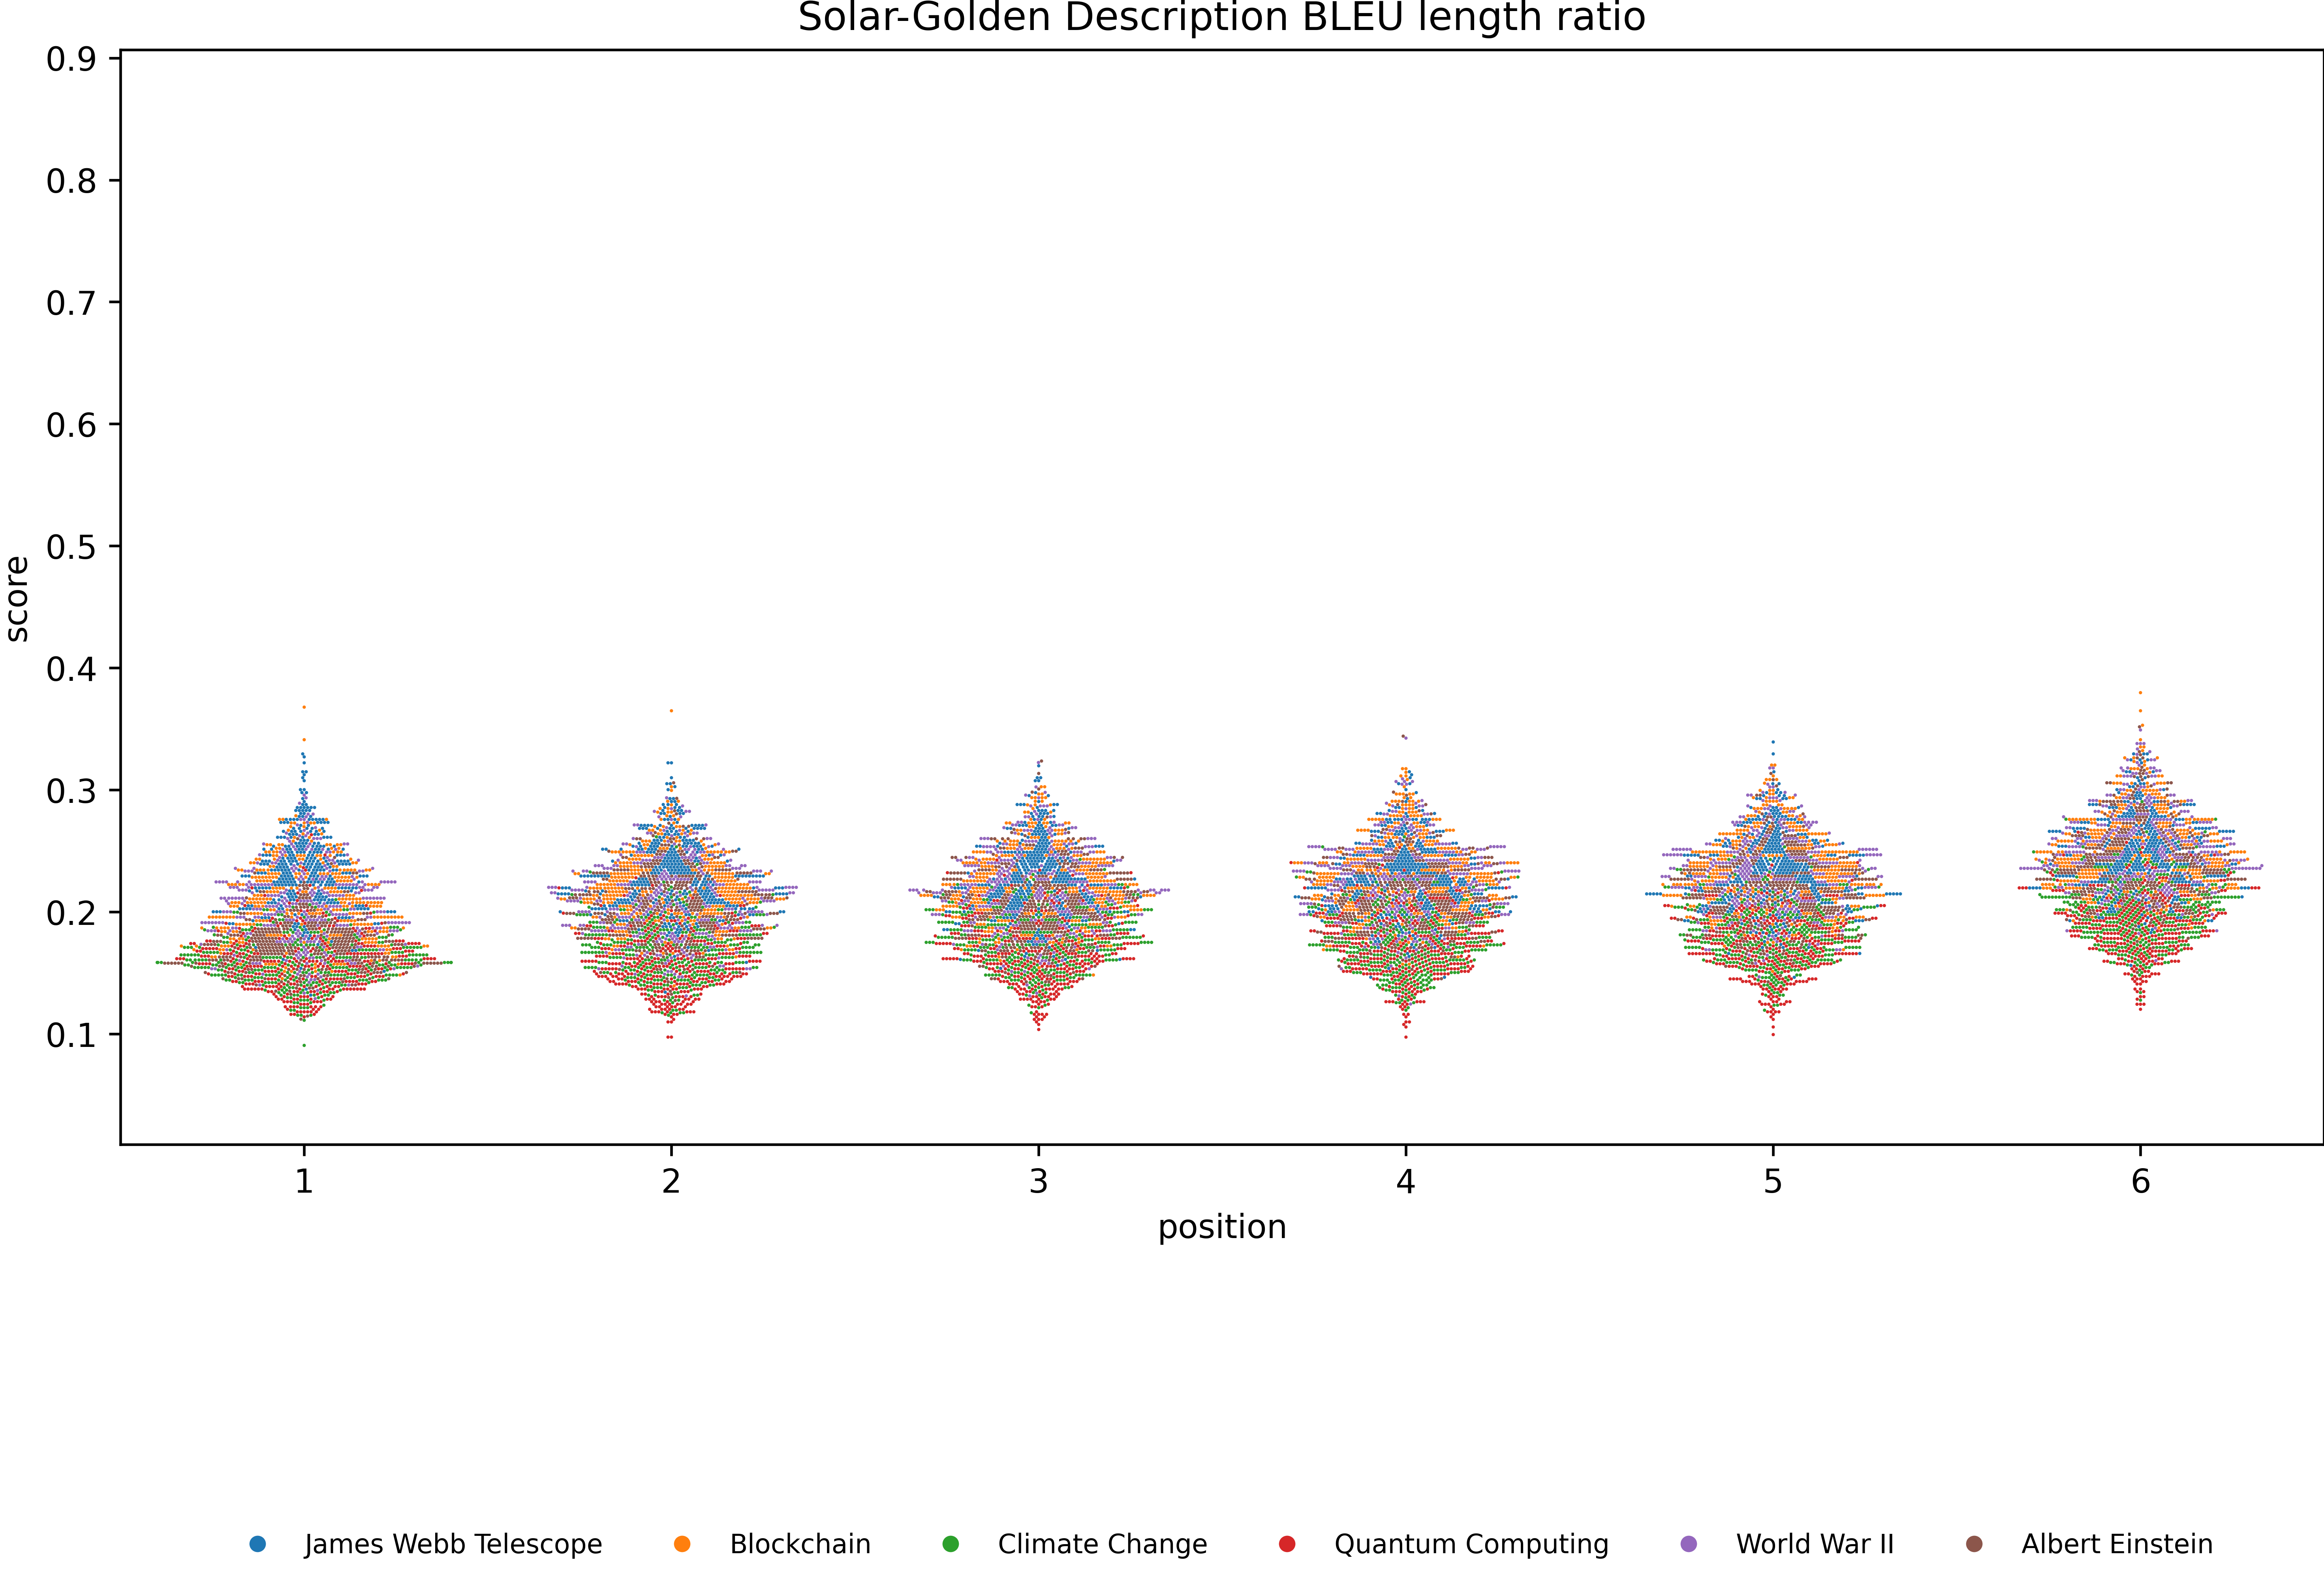 Solar-Golden Description BLEU length ratio
0.9
0.8
0.7
0.6
0.5
0.4
0.3
0.2
0.1
score
1 2 3 4 5 6
position
James Webb Telescope Blockchain Climate Change Quantum Computing World War II Albert Einstein